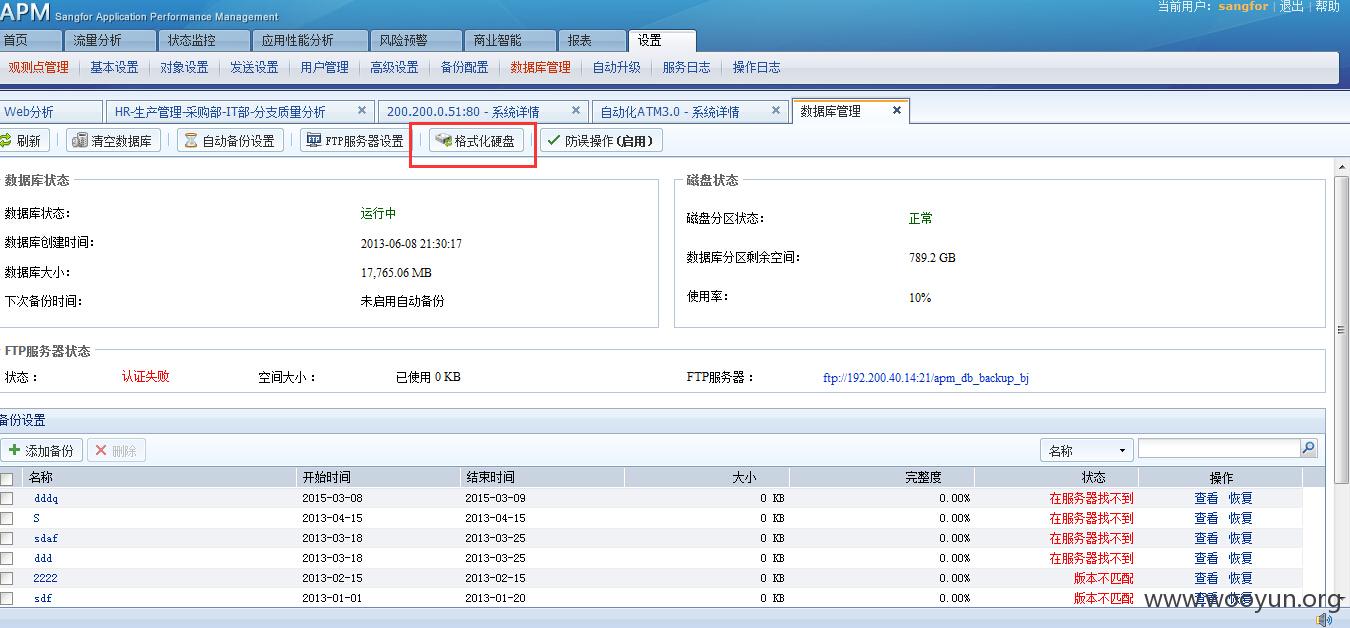 APM Sangfor Application Performance Management 当前用户: sangfor | 退出 | 帮助
首页 流量分析 状态监控 应用性能分析 风险预警 商业智能 报表 设置
观测点管理 基本设置 对象设置 发送设置 用户管理 高级设置 备份配置 数据库管理 自动升级 服务日志 操作日志
Web分析 HR-生产管理-采购部-IT部-分支质量分析 200.200.0.51:80 - 系统详情 自动化ATM3.0 - 系统详情 数据库管理
刷新 清空数据库 自动备份设置 FTP服务器设置 格式化硬盘 防误操作(启用)
数据库状态 磁盘状态
数据库状态: 运行中 磁盘分区状态: 正常
数据库创建时间: 2013-06-08 21:30:17
数据库分区剩余空间: 789.2 GB
数据库大小: 17,765.06 MB
下次备份时间: 未启用自动备份 使用率: 10%
FTP服务器状态
状态: 认证失败 空间大小: 已使用 0 KB FTP服务器: ftp://192.200.40.14:21/apm_db_backup_bj
备份设置
添加备份 删除 名称
名称 开始时间 结束时间 大小 完整度 状态 操作
dddq 2015-03-08 2015-03-09 0 KB 0.00% 在服务器找不到 查看 恢复
S 2013-04-15 2013-04-15 0 KB 0.00% 在服务器找不到 查看 恢复
sdaf 2013-03-18 2013-03-25 0 KB 0.00% 在服务器找不到 查看 恢复
ddd 2013-03-18 2013-03-25 0 KB 0.00% 在服务器找不到 查看 恢复
2222 2013-02-15 2013-02-15 0 KB 0.00% 版本不匹配 查看 恢复
sdf 2013-01-01 2013-01-20 0 KB 0.00% 版本不匹配 查看 恢复
www.wooyun.org